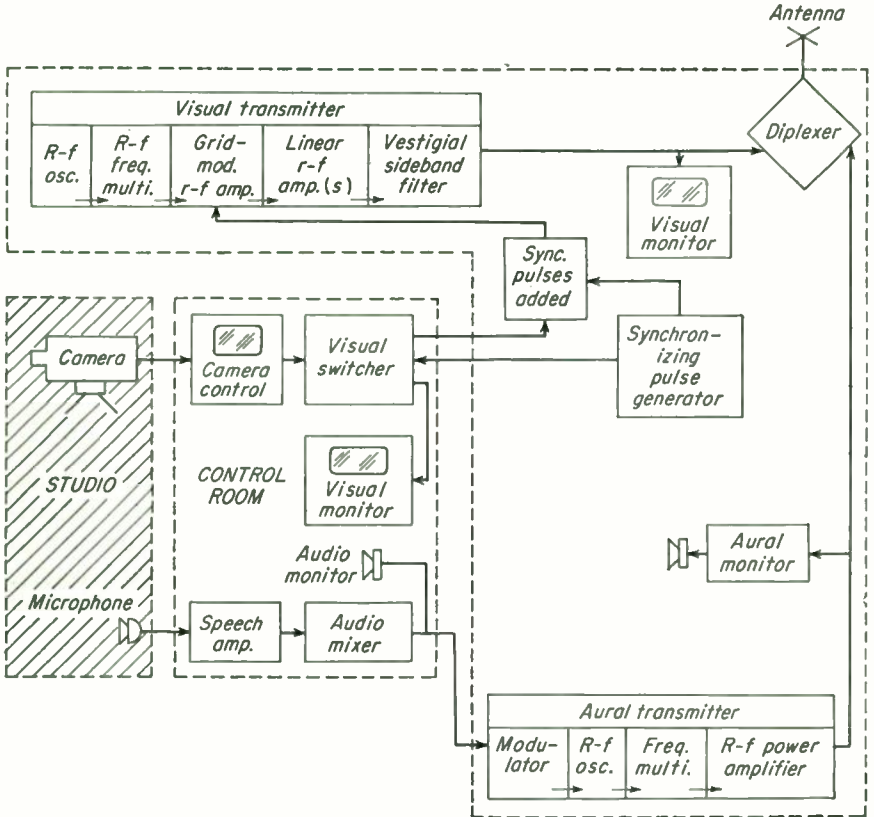 Antenna
Visual transmitter
R-f
osc.
R-f
freq.
multi.
Grid-
mod.
r-f amp.
Linear
r-f
amp.(s)
Vestigial
sideband
filter
Diplexer
Visual
monitor
Sync.
pulses
added
Synchron-
izing
pulse
generator
Camera
Camera
control
Visual
switcher
STUDIO
CONTROL
ROOM
Visual
monitor
Audio
monitor
Aural
monitor
Microphone
Speech
amp.
Audio
mixer
Aural transmitter
Modu-
lator
R-f
osc.
Freq.
multi.
R-f power
amplifier